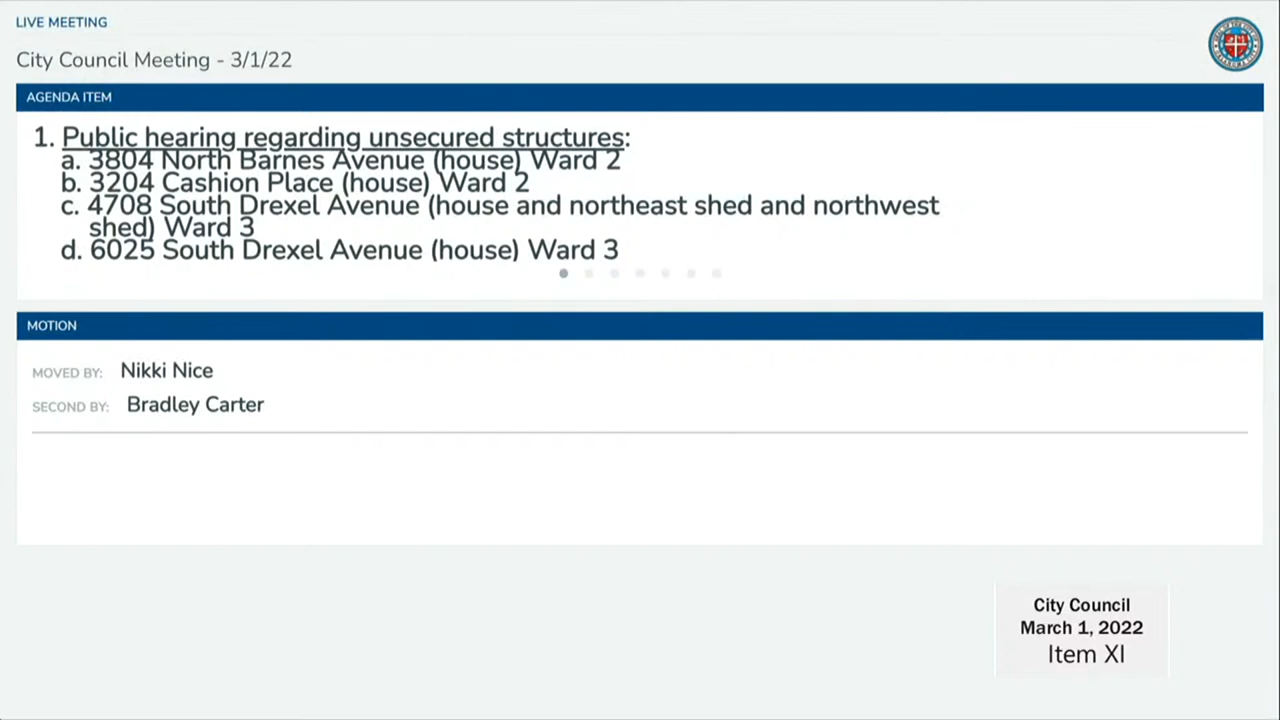 LIVE MEETING
City Council Meeting - 3/1/22
AGENDA ITEM
1. Public hearing regarding unsecured structures:
a. 3804 North Barnes Avenue (house) Ward 2
b. 3204 Cashion Place (house) Ward 2
c. 4708 South Drexel Avenue (house and northeast shed and northwest
shed) Ward 3
d. 6025 South Drexel Avenue (house) Ward 3
MOTION
MOVED BY: Nikki Nice
SECOND BY: Bradley Carter
City Council
March 1, 2022
Item XI